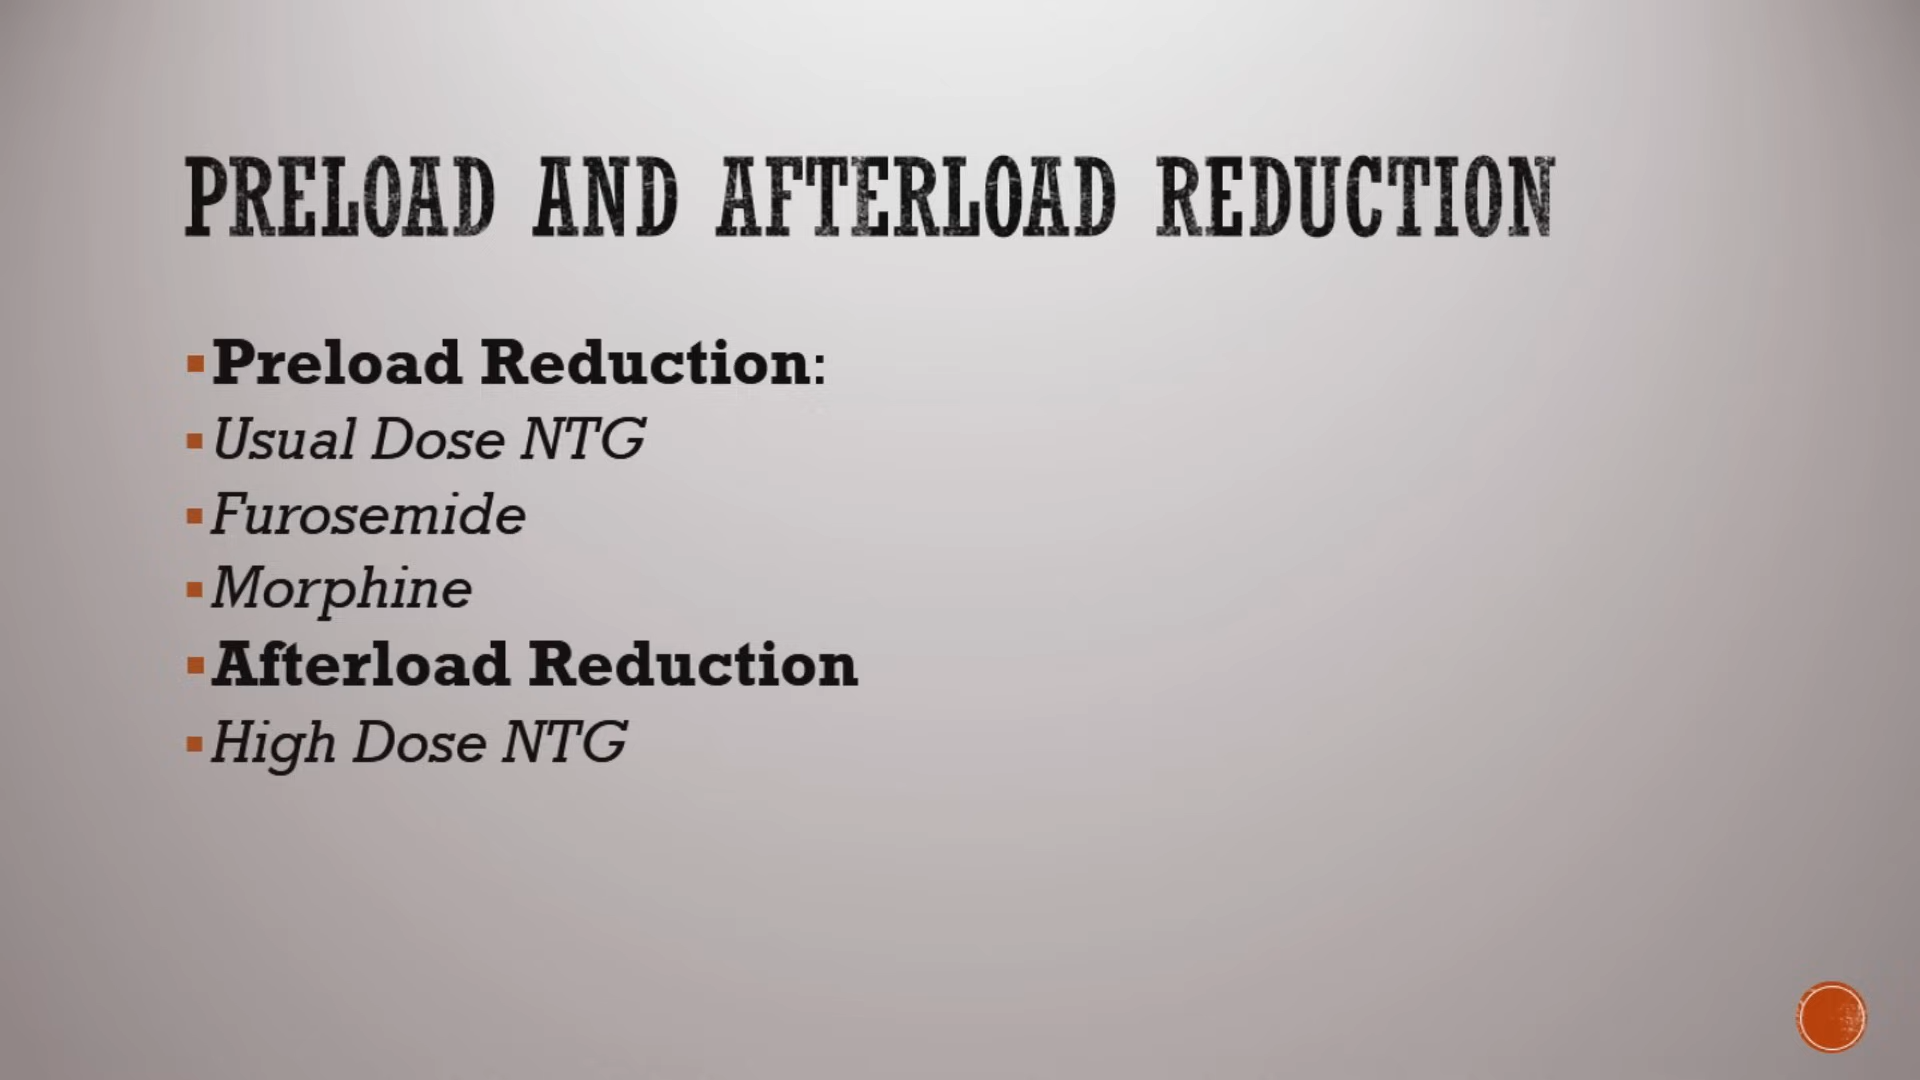 PRELOAD AND AFTERLOAD REDUCTION
Preload Reduction:
Usual Dose NTG
Furosemide
Morphine
Afterload Reduction
High Dose NTG